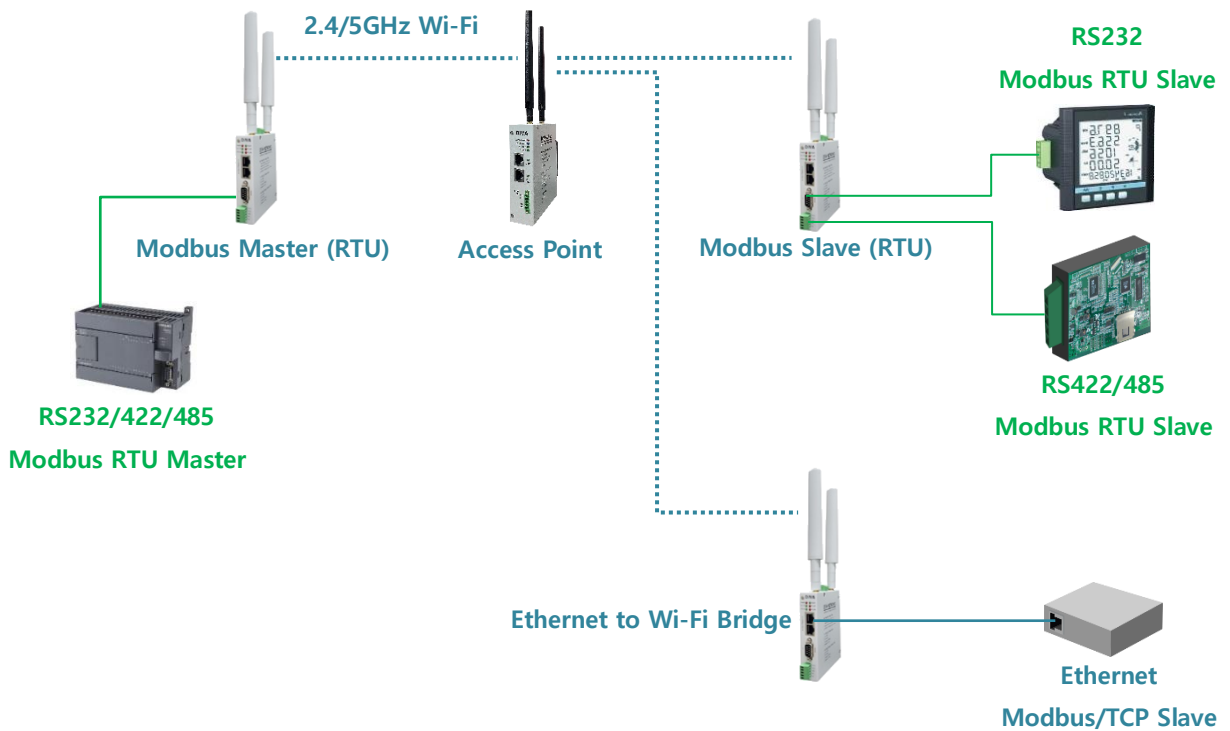 2.4/5GHz Wi-Fi
RS232
Modbus RTU Slave
Modbus Master (RTU)
Access Point
Modbus Slave (RTU)
RS232/422/485
Modbus RTU Master
RS422/485
Modbus RTU Slave
Ethernet to Wi-Fi Bridge
Ethernet
Modbus/TCP Slave